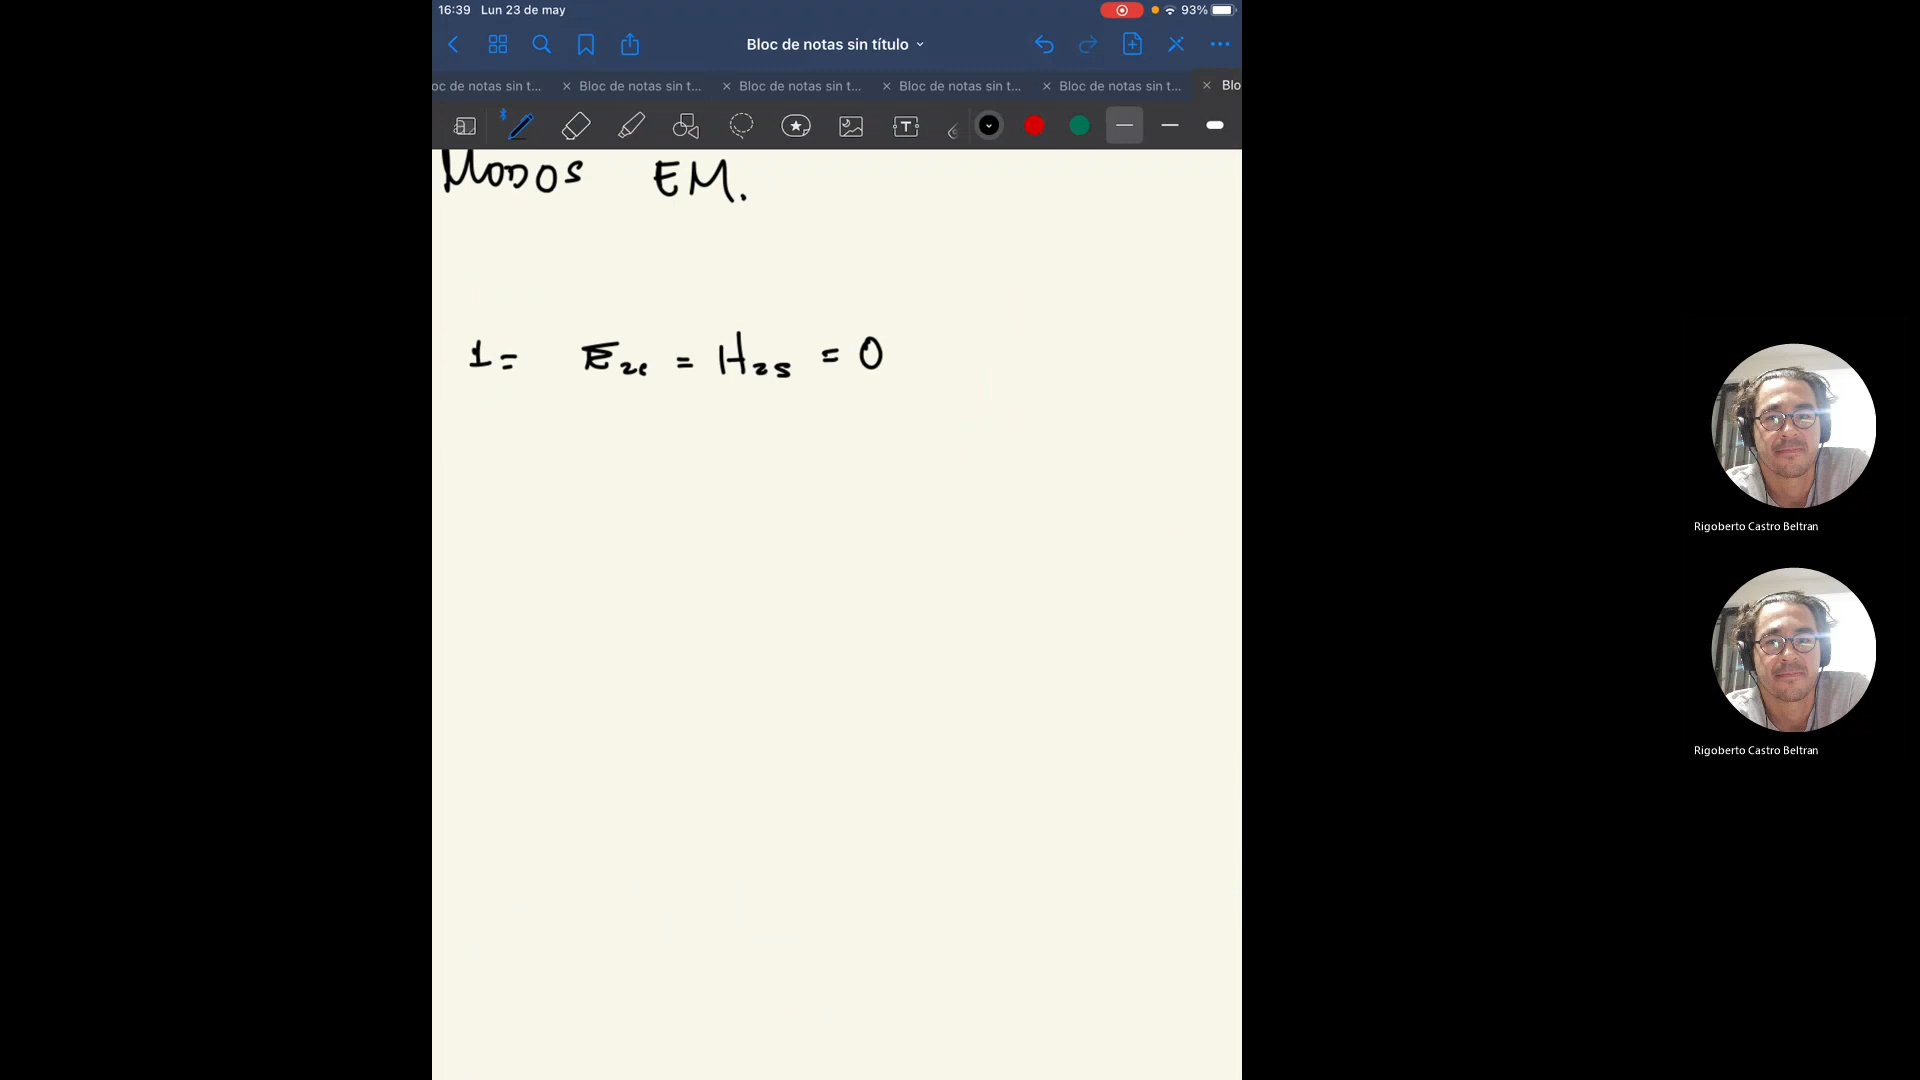 16:39 Lun 23 de may 93%
Bloc de notas sin título
oc de notas sin t... Bloc de notas sin t... Bloc de notas sin t... Bloc de notas sin t... Bloc de notas sin t... Blo
MODOS EM.
1= Ezc = Hzs = 0
Rigoberto Castro Beltran
Rigoberto Castro Beltran